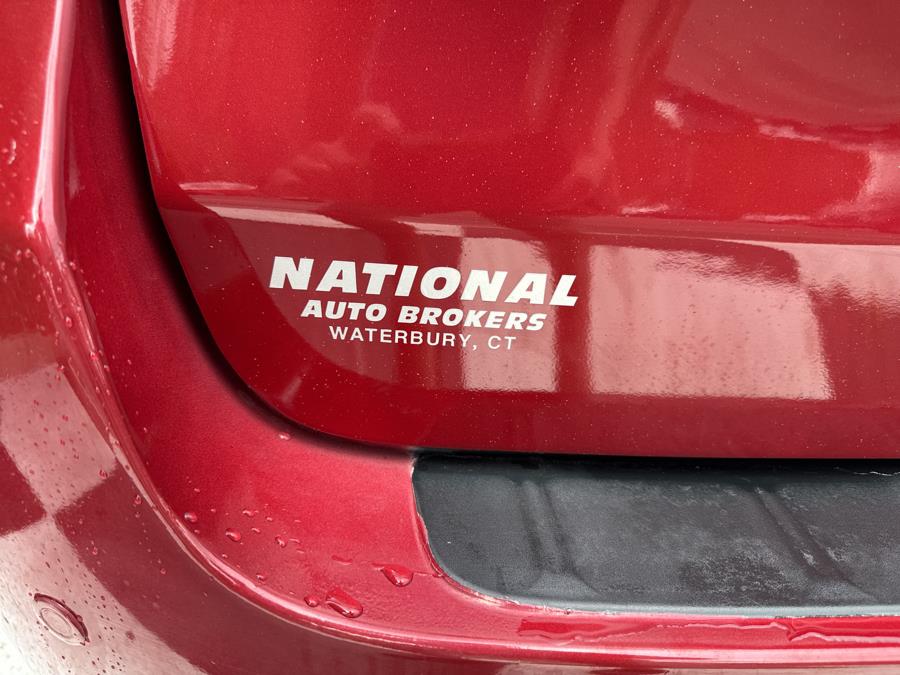 NATIONAL
AUTO BROKERS
WATERBURY, CT